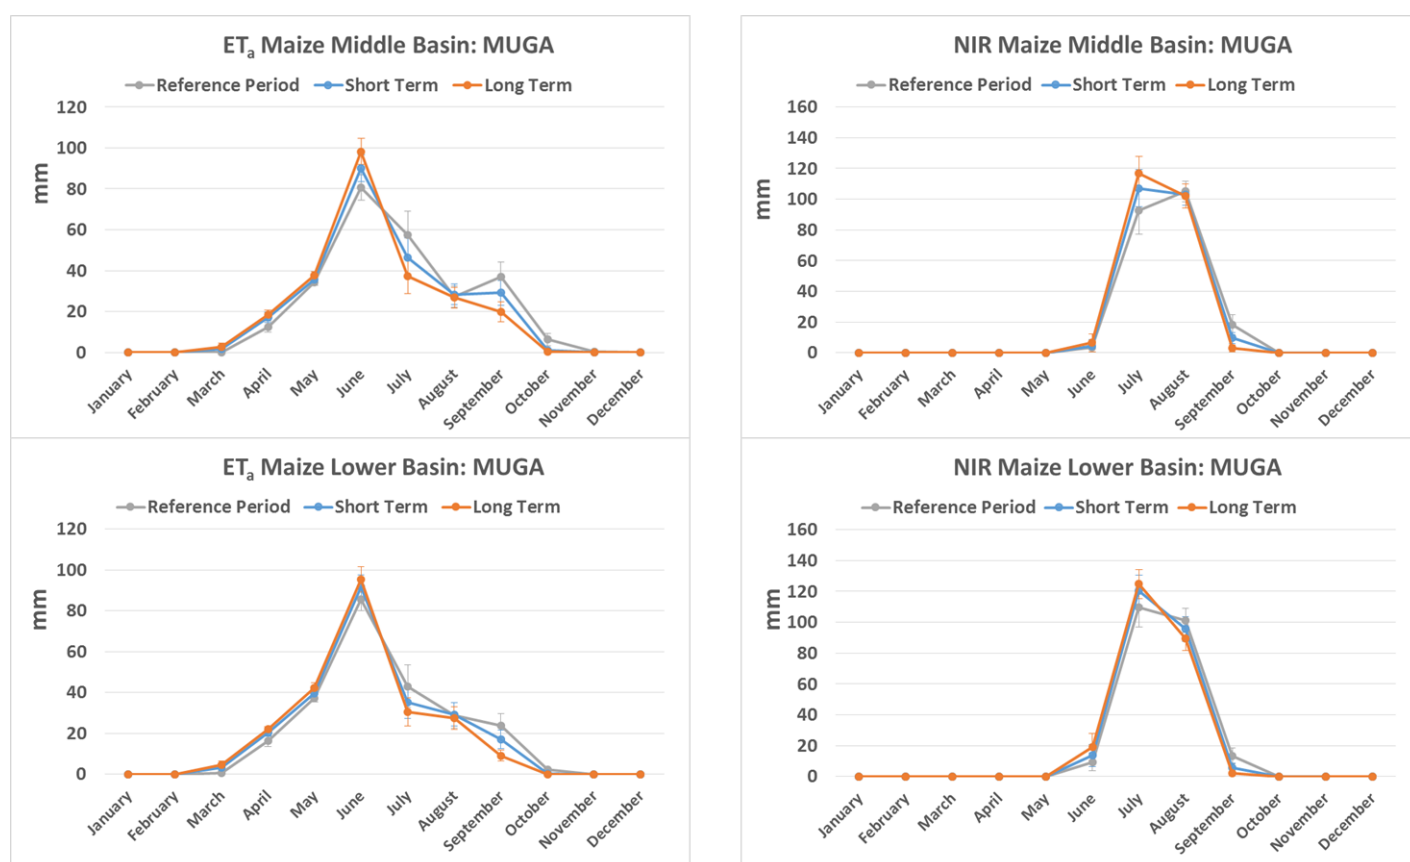 ETa Maize Middle Basin: MUGA
Reference Period Short Term Long Term
120
100
80
60
40
20
0
mm
January February March April May June July August September October November December
NIR Maize Middle Basin: MUGA
Reference Period Short Term Long Term
160
140
120
100
80
60
40
20
0
mm
January February March April May June July August September October November December
ETa Maize Lower Basin: MUGA
Reference Period Short Term Long Term
120
100
80
60
40
20
0
mm
January February March April May June July August September October November December
NIR Maize Lower Basin: MUGA
Reference Period Short Term Long Term
160
140
120
100
80
60
40
20
0
mm
January February March April May June July August September October November December